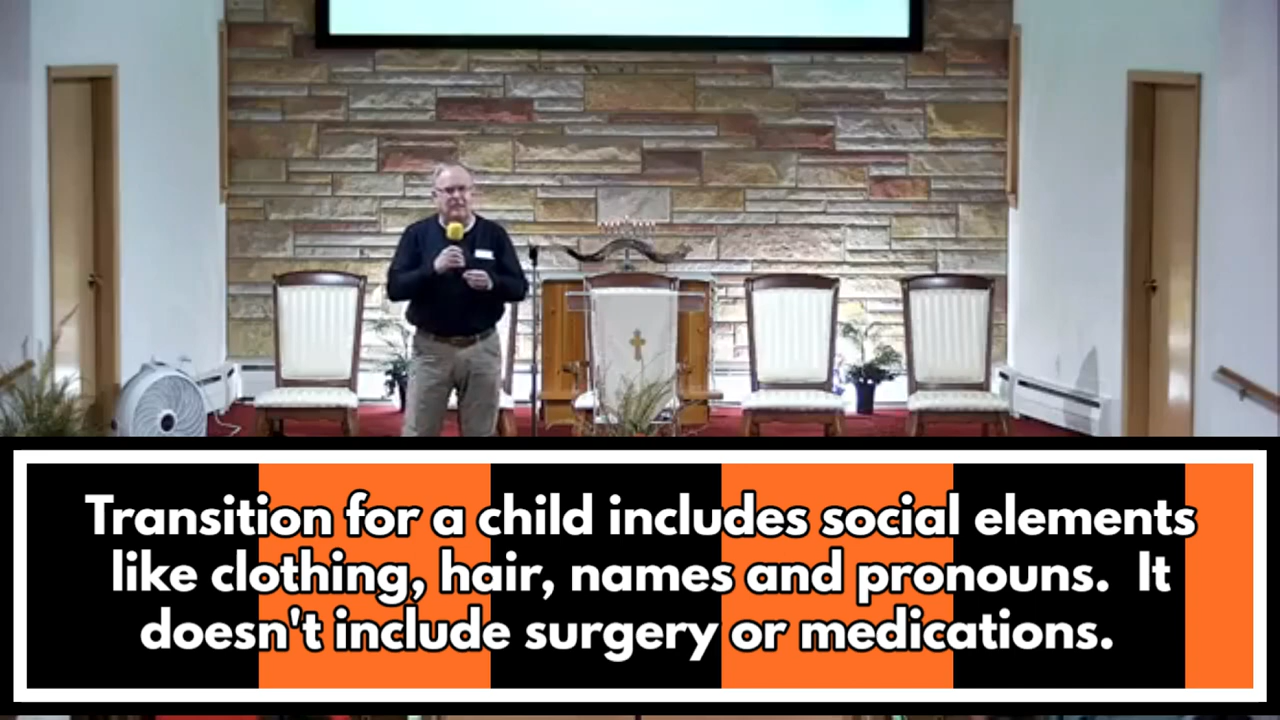 Transition for a child includes social elements
like clothing, hair, names and pronouns.  It
doesn't include surgery or medications.